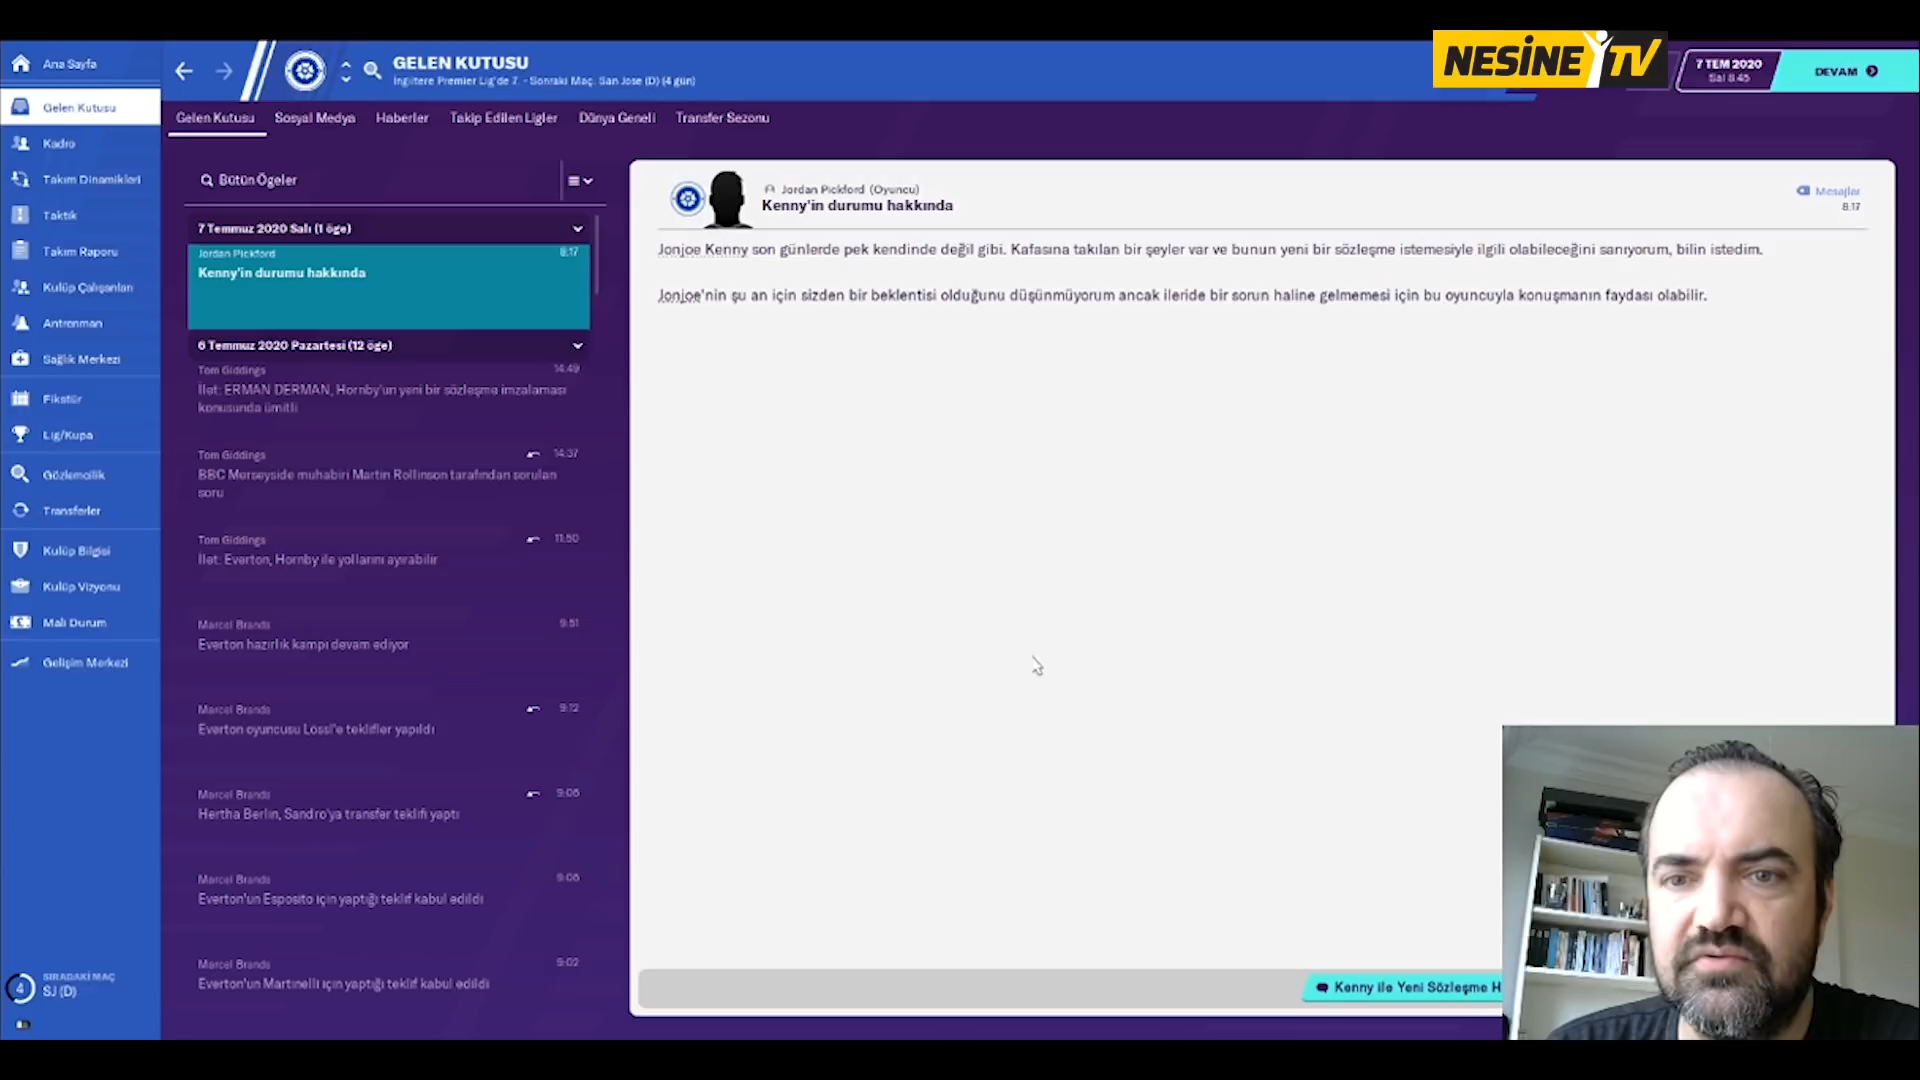 NESiNE TV
Ana Sayfa
GELEN KUTUSU
İngiltere Premier Lig'de 7. - Sonraki Maç. San Jose (D) (4 gün)
7 TEM 2020
Sal 8.45
DEVAM
Gelen Kutusu
Gelen Kutusu
Sosyal Medya
Haberler
Takip Edilen Ligler
Dünya Geneli
Transfer Sezonu
Kadro
Takım Dinamikleri
Taktik
Takım Raporu
Kulüp Çalışanları
Antrenman
Sağlık Merkezi
Fikstür
Lig/Kupa
Gözlemcilik
Transferler
Kulüp Bilgisi
Kulüp Vizyonu
Mali Durum
Gelişim Merkezi
4
SIRADAKİ MAÇ
SJ (D)
Bütün Ögeler
7 Temmuz 2020 Salı (1 öge)
Jordan Pickford 8:17
Kenny'in durumu hakkında
6 Temmuz 2020 Pazartesi (12 öge)
Tom Giddings 14:49
İlet: ERMAN DERMAN, Hornby'un yeni bir sözleşme imzalaması
konusunda ümitli
Tom Giddings 14:37
BBC Merseyside muhabiri Martin Rollinson tarafından sorulan
soru
Tom Giddings 11:50
İlet: Everton, Hornby ile yollarını ayırabilir
Marcel Brands 9:51
Everton hazırlık kampı devam ediyor
Marcel Brands 9:12
Everton oyuncusu Lössl'e teklifler yapıldı
Marcel Brands 9:08
Hertha Berlin, Sandro'ya transfer teklifi yaptı
Marcel Brands 9:08
Everton'un Esposito için yaptığı teklif kabul edildi
Marcel Brands 9:02
Everton'un Martinelli için yaptığı teklif kabul edildi
Jordan Pickford (Oyuncu)
Kenny'in durumu hakkında
Mesajlar
8:17
Jonjoe Kenny son günlerde pek kendinde değil gibi. Kafasına takılan bir şeyler var ve bunun yeni bir sözleşme istemesiyle ilgili olabileceğini sanıyorum, bilin istedim.
Jonjoe'nin şu an için sizden bir beklentisi olduğunu düşünmüyorum ancak ileride bir sorun haline gelmemesi için bu oyuncuyla konuşmanın faydası olabilir.
Kenny ile Yeni Sözleşme H